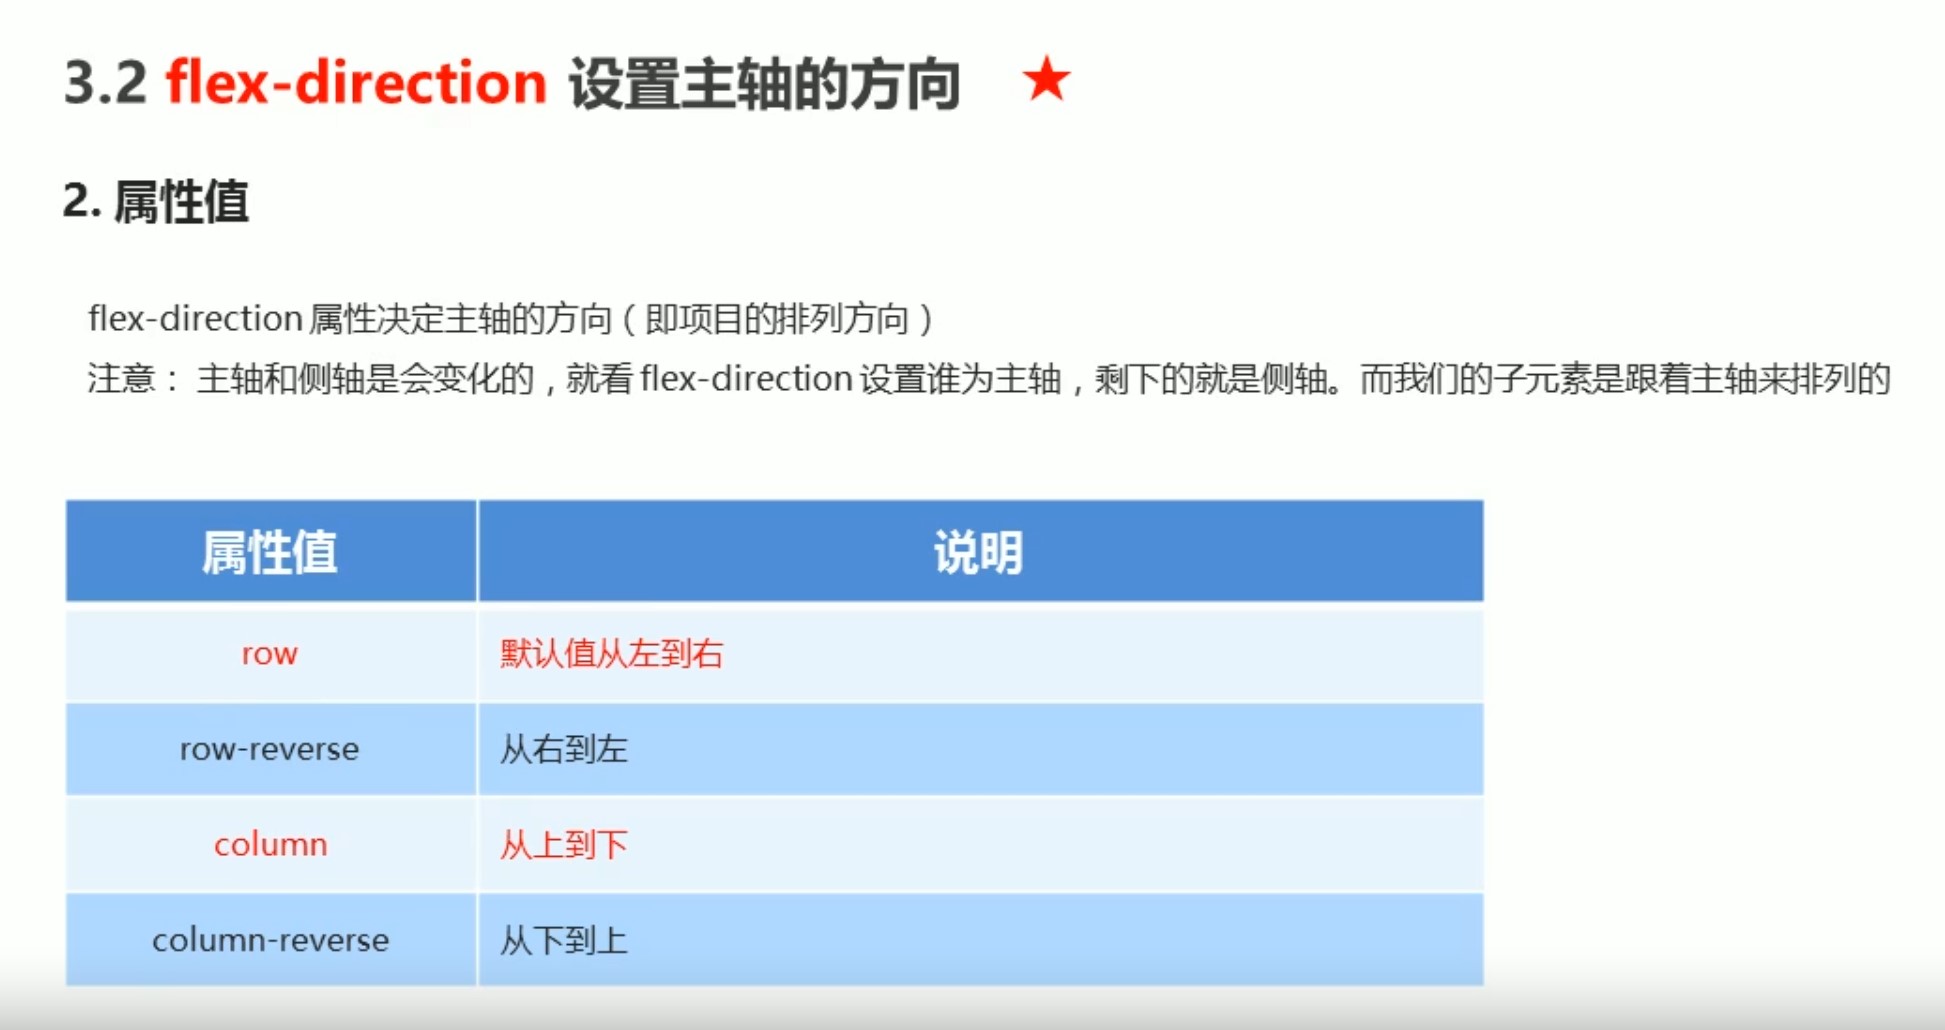 3.2 flex-direction 设置主轴的方向 ★
2. 属性值
flex-direction 属性决定主轴的方向（即项目的排列方向）
注意： 主轴和侧轴是会变化的，就看 flex-direction 设置谁为主轴，剩下的就是侧轴。而我们的子元素是跟着主轴来排列的
属性值 说明
row 默认值从左到右
row-reverse 从右到左
column 从上到下
column-reverse 从下到上